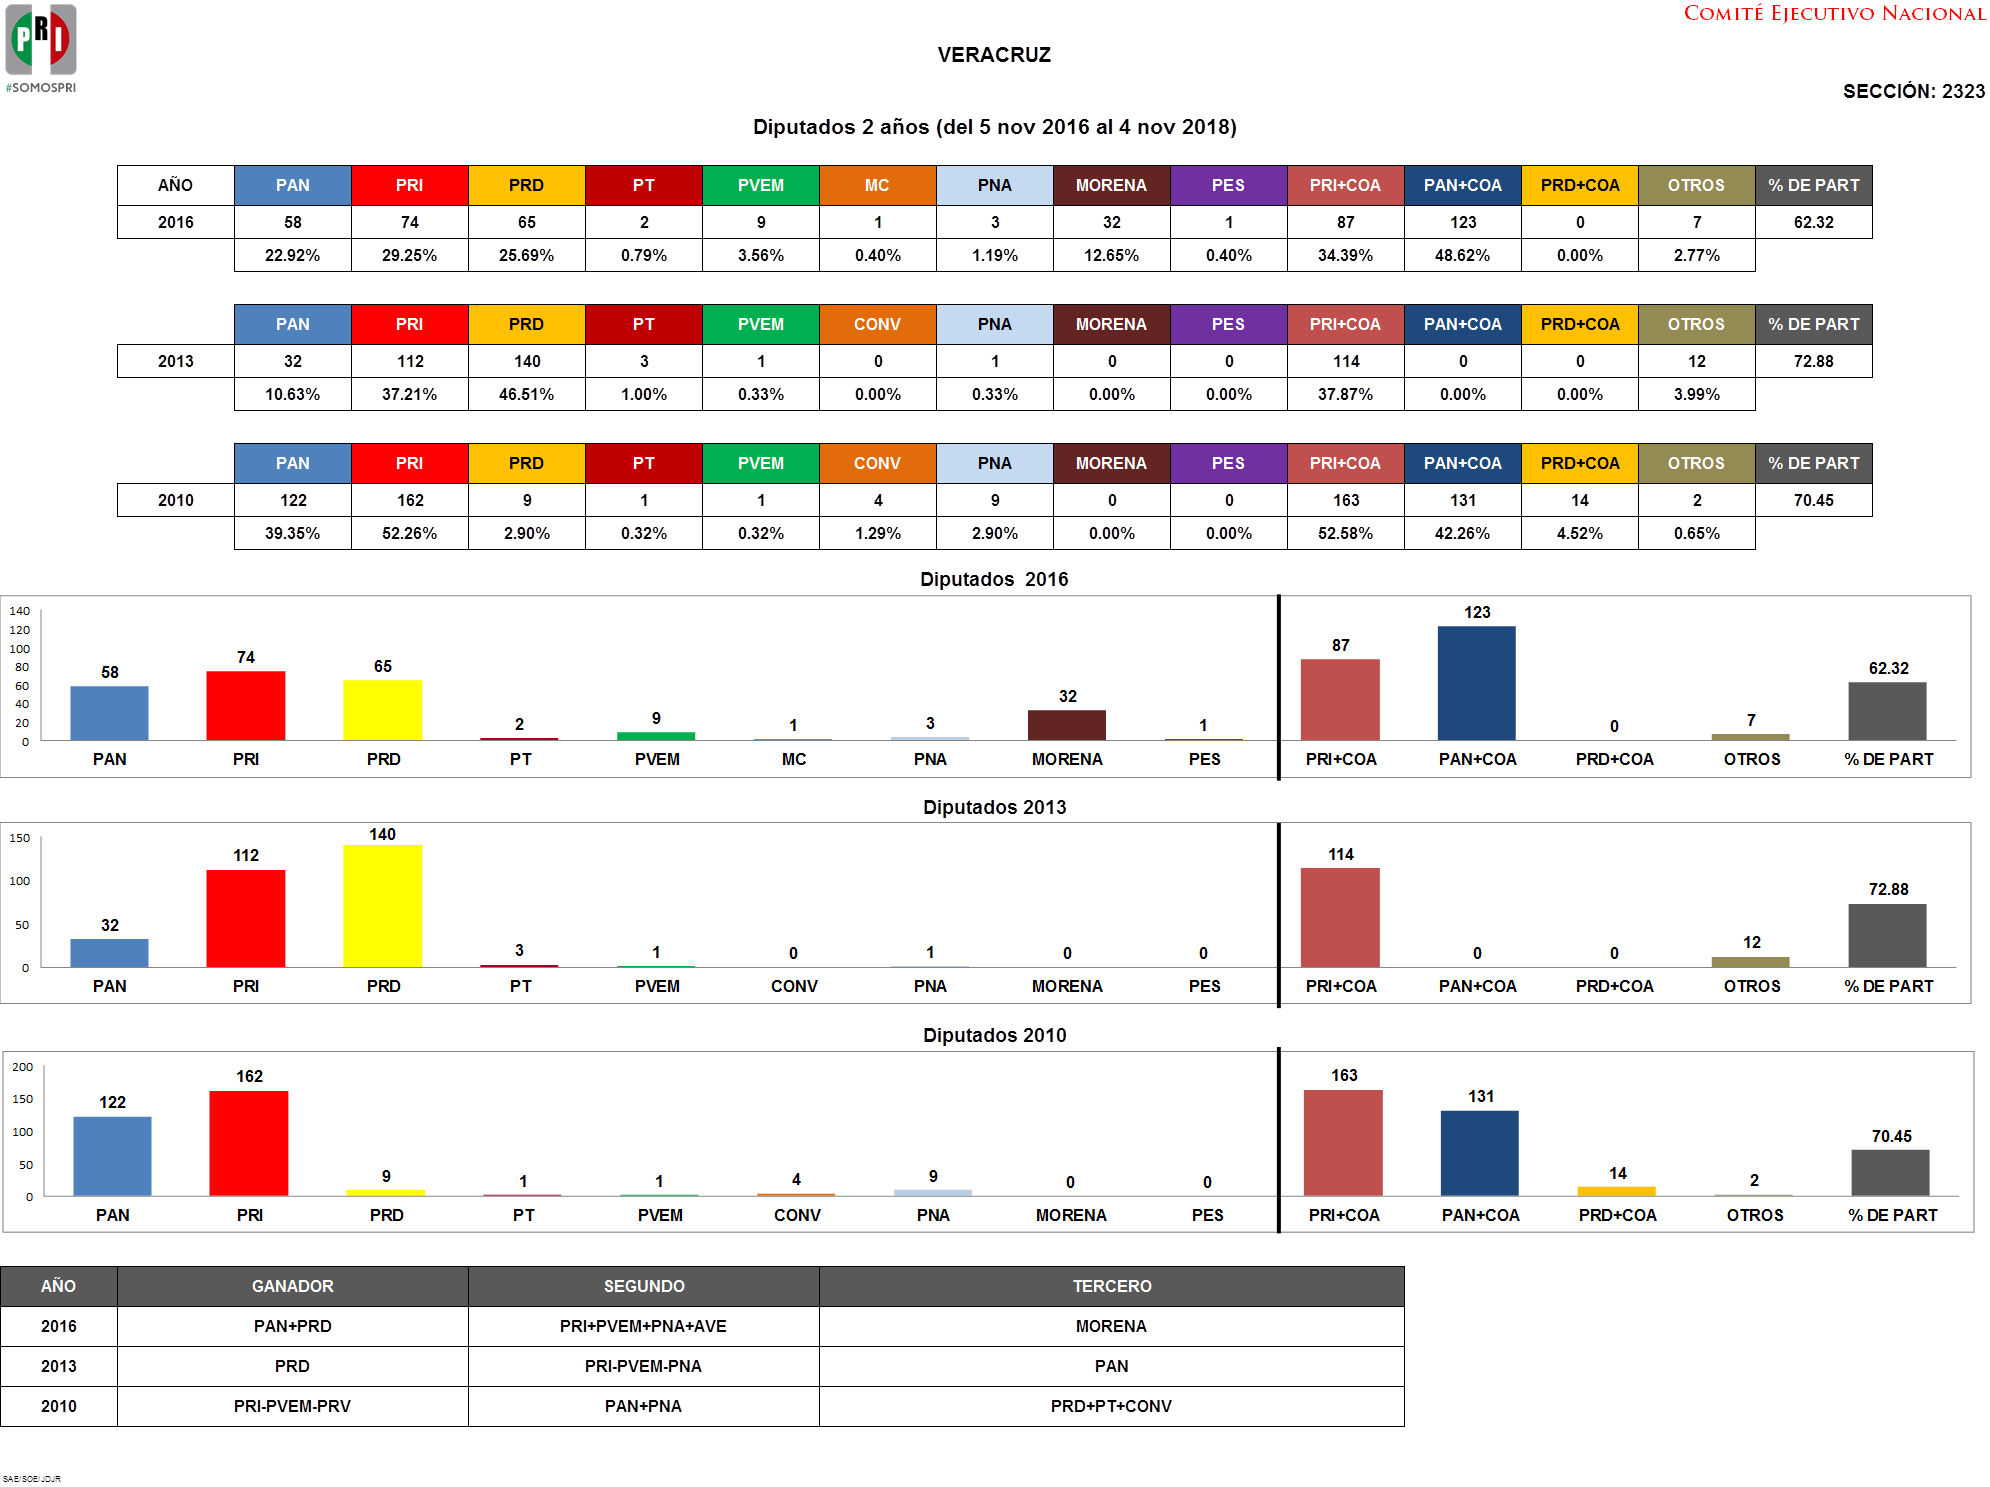 PRI
#SOMOSPRI
COMITÉ EJECUTIVO NACIONAL
VERACRUZ
SECCIÓN: 2323
Diputados 2 años (del 5 nov 2016 al 4 nov 2018)
AÑO PAN PRI PRD PT PVEM MC PNA MORENA PES PRI+COA PAN+COA PRD+COA OTROS % DE PART
2016 58 74 65 2 9 1 3 32 1 87 123 0 7 62.32
22.92% 29.25% 25.69% 0.79% 3.56% 0.40% 1.19% 12.65% 0.40% 34.39% 48.62% 0.00% 2.77%
PAN PRI PRD PT PVEM CONV PNA MORENA PES PRI+COA PAN+COA PRD+COA OTROS % DE PART
2013 32 112 140 3 1 0 1 0 0 114 0 0 12 72.88
10.63% 37.21% 46.51% 1.00% 0.33% 0.00% 0.33% 0.00% 0.00% 37.87% 0.00% 0.00% 3.99%
PAN PRI PRD PT PVEM CONV PNA MORENA PES PRI+COA PAN+COA PRD+COA OTROS % DE PART
2010 122 162 9 1 1 4 9 0 0 163 131 14 2 70.45
39.35% 52.26% 2.90% 0.32% 0.32% 1.29% 2.90% 0.00% 0.00% 52.58% 42.26% 4.52% 0.65%
Diputados 2016
140
120
100
80
60
40
20
0
58 74 65 2 9 1 3 32 1 87 123 0 7 62.32
PAN PRI PRD PT PVEM MC PNA MORENA PES PRI+COA PAN+COA PRD+COA OTROS % DE PART
Diputados 2013
150
100
50
0
32 112 140 3 1 0 1 0 0 114 0 0 12 72.88
PAN PRI PRD PT PVEM CONV PNA MORENA PES PRI+COA PAN+COA PRD+COA OTROS % DE PART
Diputados 2010
200
150
100
50
0
122 162 9 1 1 4 9 0 0 163 131 14 2 70.45
PAN PRI PRD PT PVEM CONV PNA MORENA PES PRI+COA PAN+COA PRD+COA OTROS % DE PART
AÑO GANADOR SEGUNDO TERCERO
2016 PAN+PRD PRI+PVEM+PNA+AVE MORENA
2013 PRD PRI-PVEM-PNA PAN
2010 PRI-PVEM-PRV PAN+PNA PRD+PT+CONV
SAE/SOE/JDJR